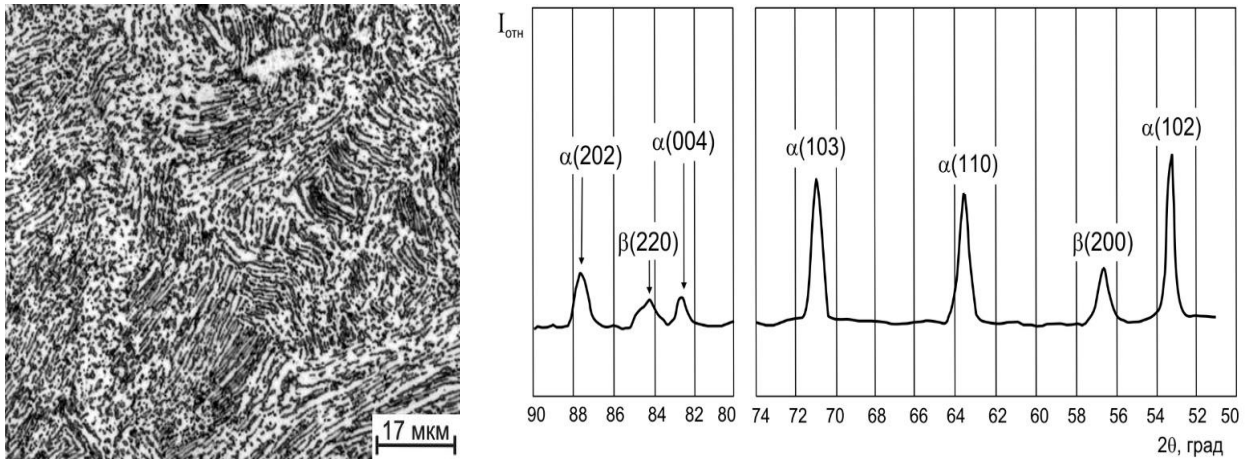 17 мкм
Iотн
α(202)
β(220)
α(004)
α(103)
α(110)
β(200)
α(102)
90 88 86 84 82 80
74 72 70 68 66 64 62 60 58 56 54 52 50
2θ, град